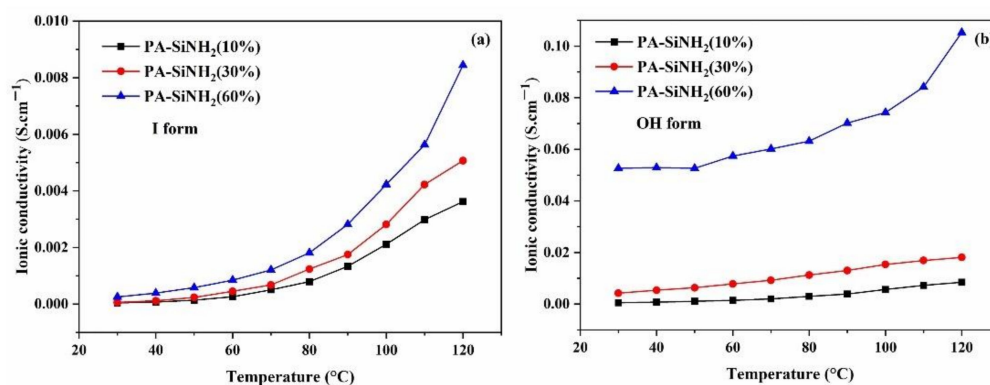 (a)
PA-SiNH₂(10%)
PA-SiNH₂(30%)
PA-SiNH₂(60%)
I form
Ionic conductivity (S.cm⁻¹)
0.010
0.008
0.006
0.004
0.002
0.000
20 40 60 80 100 120
Temperature (°C)
(b)
PA-SiNH₂(10%)
PA-SiNH₂(30%)
PA-SiNH₂(60%)
OH form
Ionic conductivity (S.cm⁻¹)
0.10
0.08
0.06
0.04
0.02
0.00
20 40 60 80 100 120
Temperature (°C)